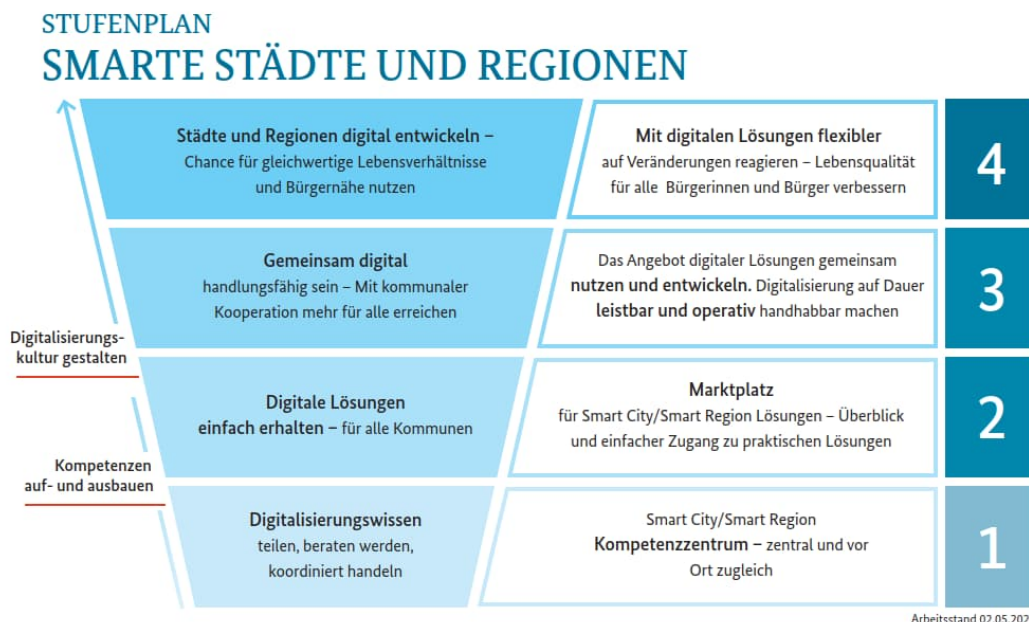 STUFENPLAN
SMARTE STÄDTE UND REGIONEN
Städte und Regionen digital entwickeln –
Chance für gleichwertige Lebensverhältnisse
und Bürgernähe nutzen
Mit digitalen Lösungen flexibler
auf Veränderungen reagieren – Lebensqualität
für alle Bürgerinnen und Bürger verbessern
4
Gemeinsam digital
handlungsfähig sein – Mit kommunaler
Kooperation mehr für alle erreichen
Das Angebot digitaler Lösungen gemeinsam
nutzen und entwickeln. Digitalisierung auf Dauer
leistbar und operativ handhabbar machen
3
Digitalisierungs-
kultur gestalten
Digitale Lösungen
einfach erhalten – für alle Kommunen
Marktplatz
für Smart City/Smart Region Lösungen – Überblick
und einfacher Zugang zu praktischen Lösungen
2
Kompetenzen
auf- und ausbauen
Digitalisierungswissen
teilen, beraten werden,
koordiniert handeln
Smart City/Smart Region
Kompetenzzentrum – zentral und vor
Ort zugleich
1
Arbeitsstand